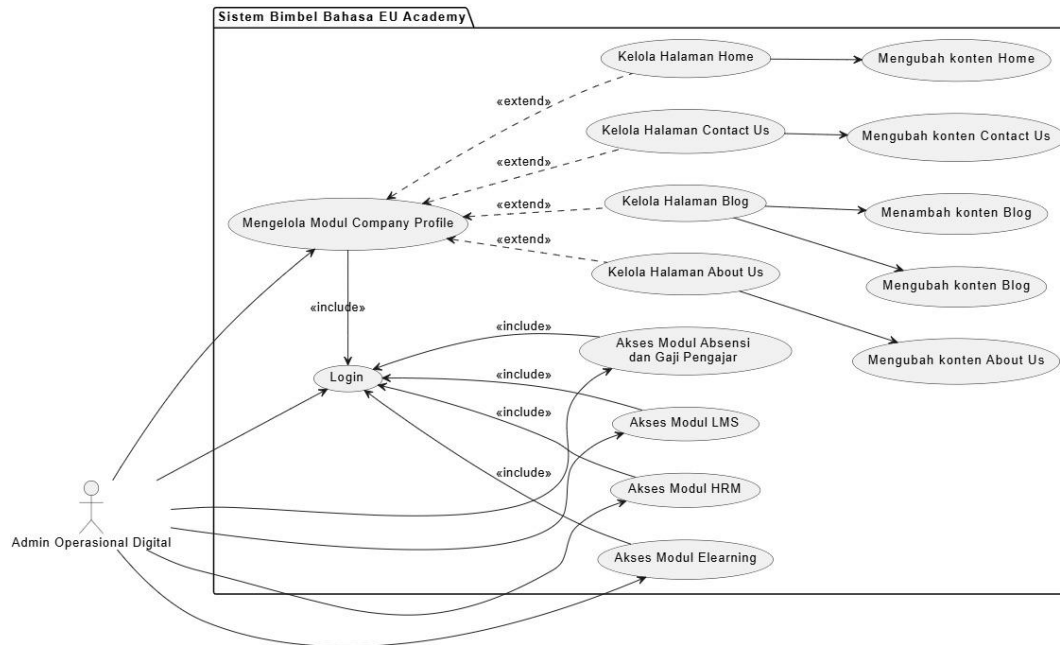 Sistem Bimbel Bahasa EU Academy
Kelola Halaman Home
Mengubah konten Home
«extend»
Kelola Halaman Contact Us
Mengubah konten Contact Us
«extend»
Kelola Halaman Blog
Menambah konten Blog
«extend»
Mengelola Modul Company Profile
«extend»
Kelola Halaman About Us
Mengubah konten Blog
«include»
«include»
Akses Modul Absensi
dan Gaji Pengajar
Mengubah konten About Us
«include»
Login
«include»
Akses Modul LMS
«include»
Akses Modul HRM
Admin Operasional Digital
Akses Modul Elearning